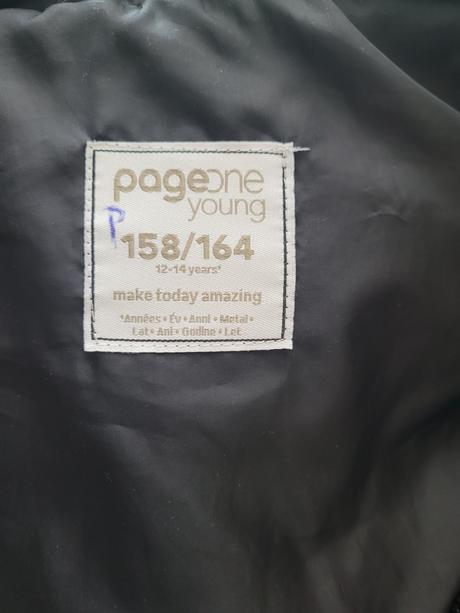 pageone
young
P
158/164
12-14 years*
make today amazing
*Années • Év • Anni • Metai •
Lat • Ani • Godine • Let